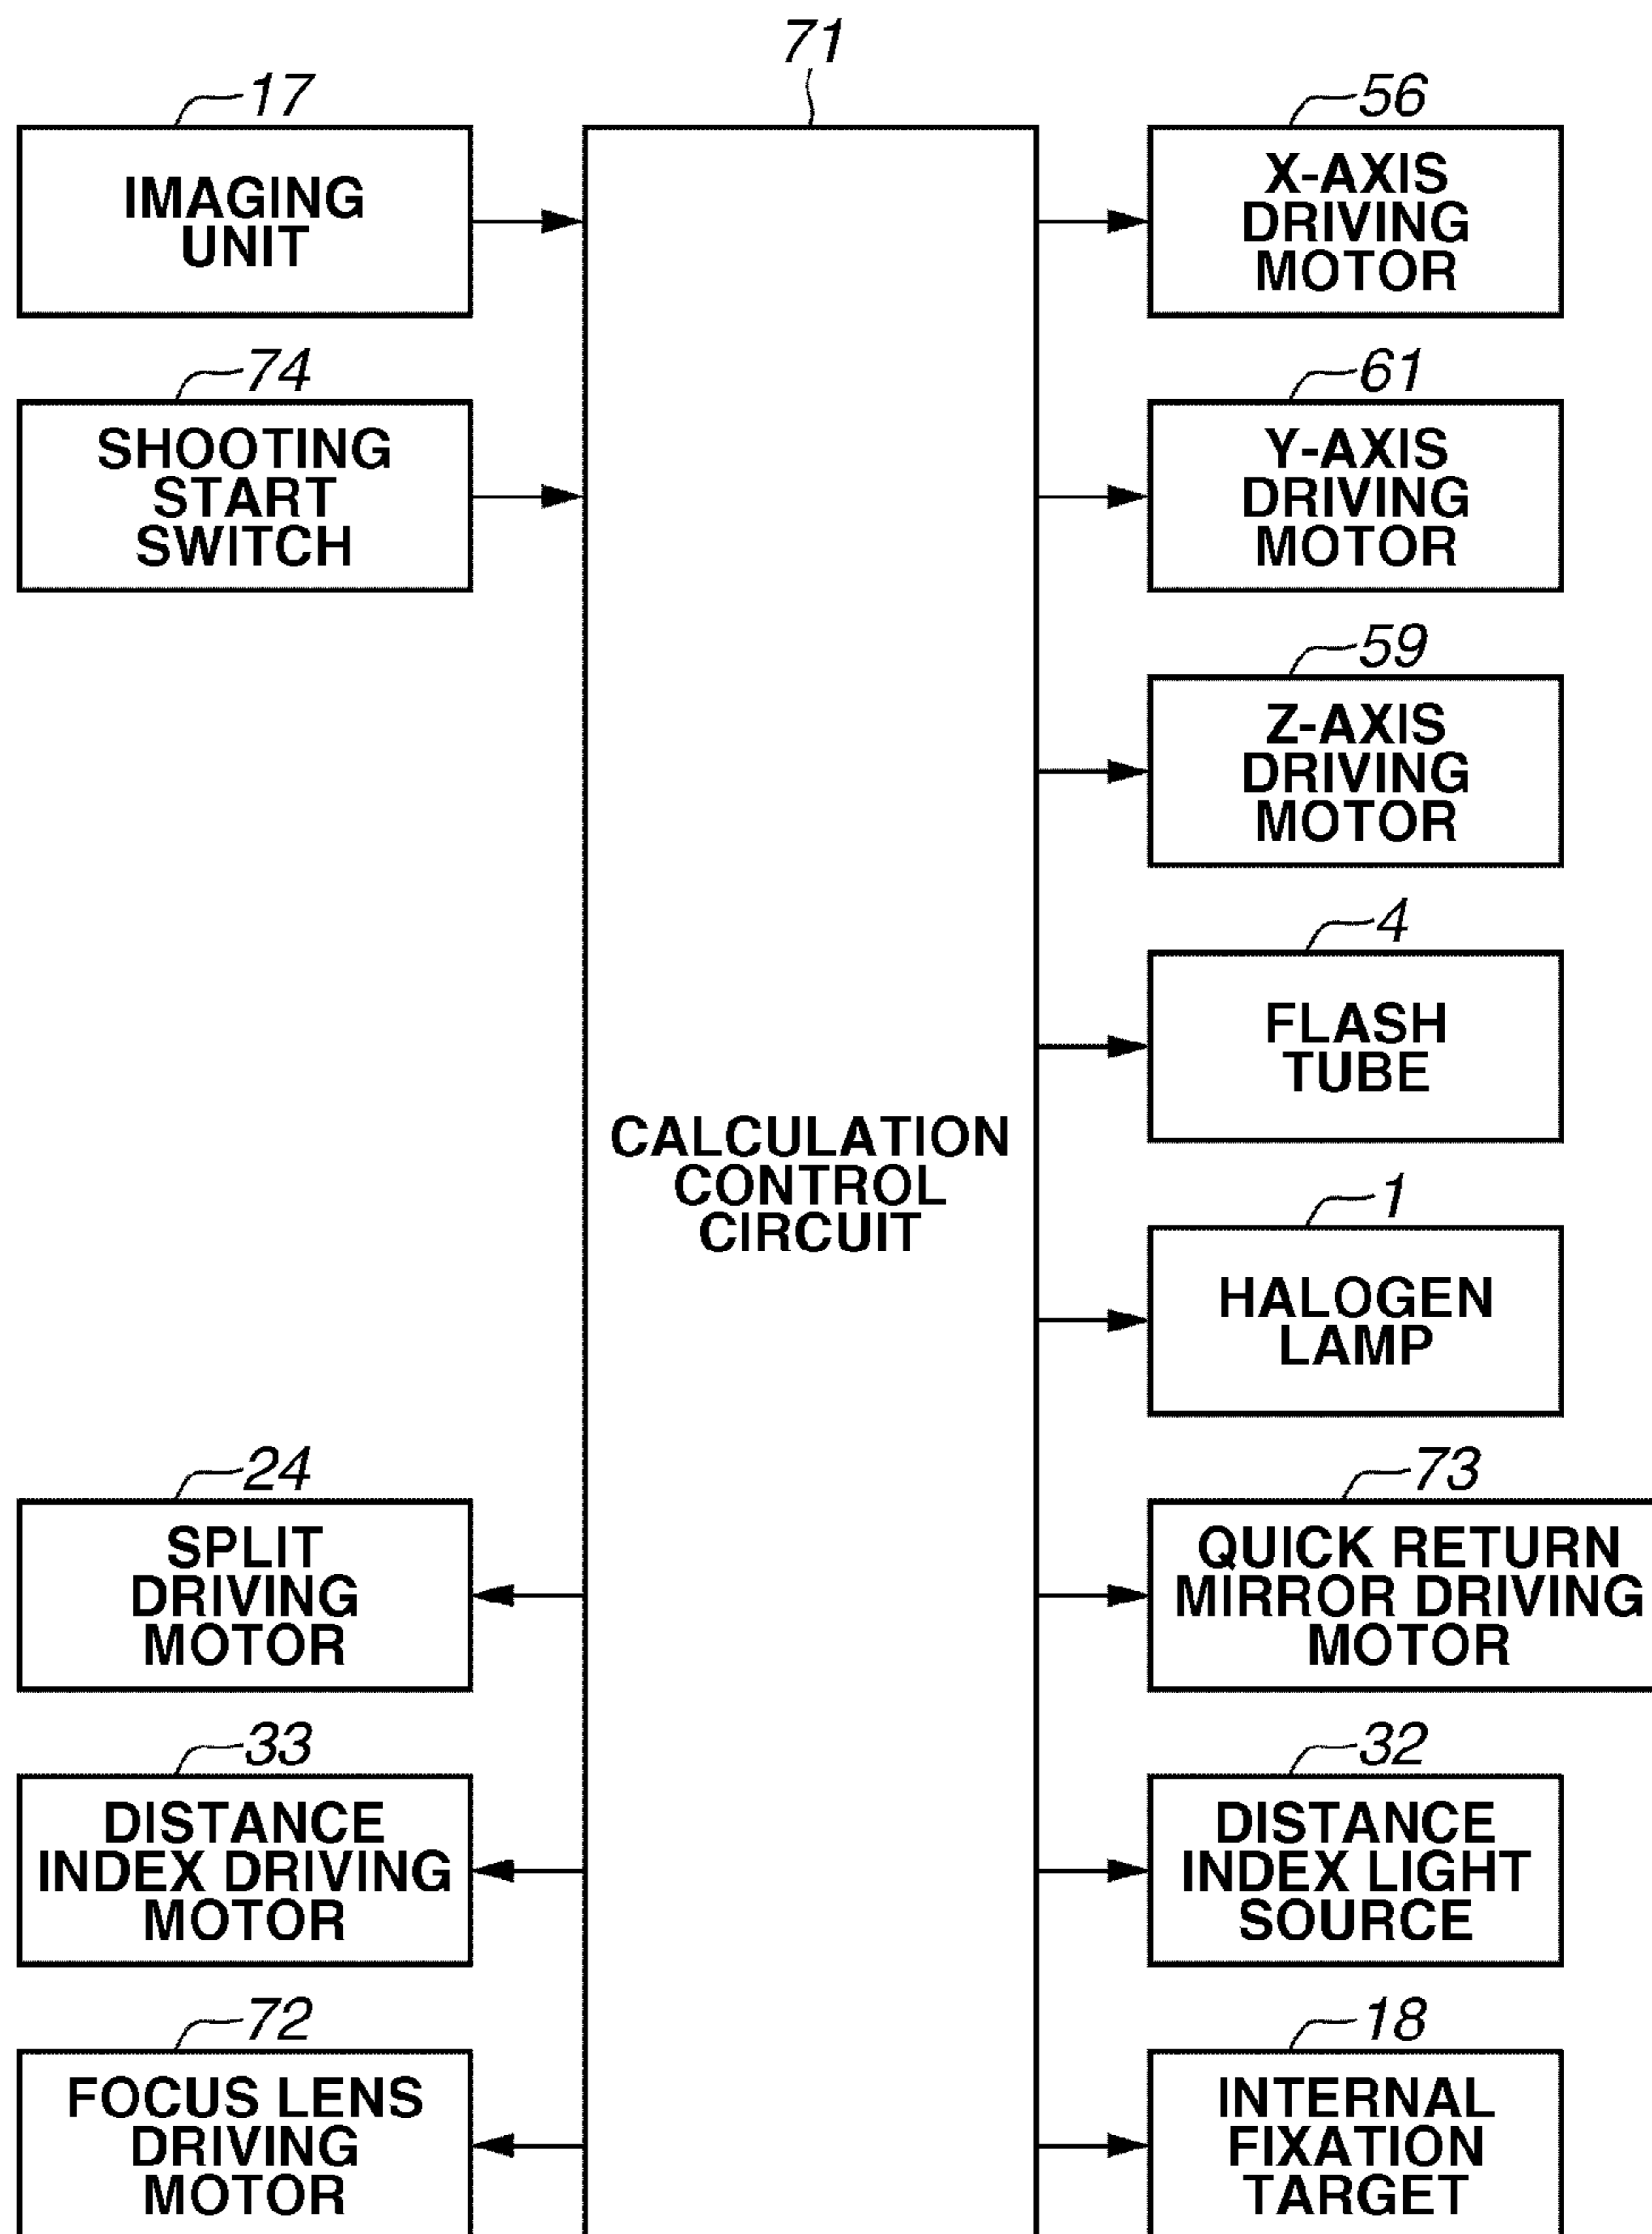 71
17
IMAGING
UNIT
74
SHOOTING
START
SWITCH
24
SPLIT
DRIVING
MOTOR
33
DISTANCE
INDEX DRIVING
MOTOR
72
FOCUS LENS
DRIVING
MOTOR
CALCULATION
CONTROL
CIRCUIT
56
X-AXIS
DRIVING
MOTOR
61
Y-AXIS
DRIVING
MOTOR
59
Z-AXIS
DRIVING
MOTOR
4
FLASH
TUBE
1
HALOGEN
LAMP
73
QUICK RETURN
MIRROR DRIVING
MOTOR
32
DISTANCE
INDEX LIGHT
SOURCE
18
INTERNAL
FIXATION
TARGET